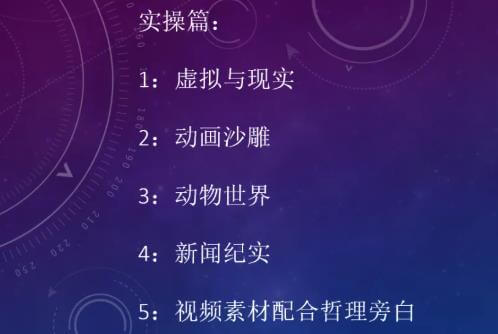 实操篇：
1：虚拟与现实
2：动画沙雕
3：动物世界
4：新闻纪实
5：视频素材配合哲理旁白